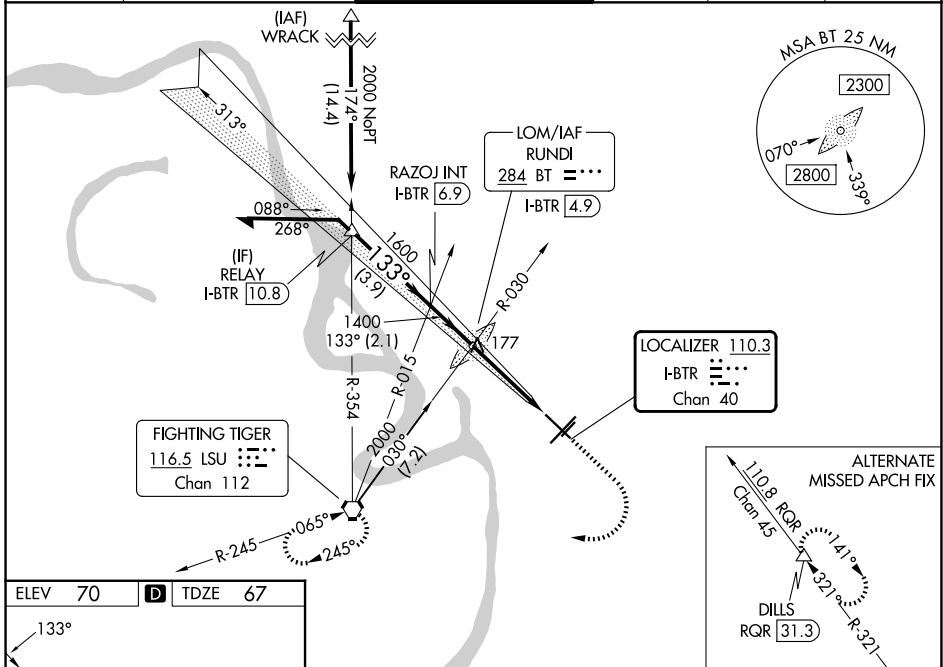 (IAF)
WRACK
2000 NoPT
174°
(14.4)
313°
MSA BT 25 NM
2300
070°
2800
339°
LOM/IAF
RUNDI
284 BT
I-BTR 4.9
RAZOJ INT
I-BTR 6.9
088°
268°
(IF)
RELAY
I-BTR 10.8
1600
133°
(3.9)
1400
133° (2.1)
R-030
177
R-354
R-015
2000
030°
(7.2)
LOCALIZER 110.3
I-BTR
Chan 40
FIGHTING TIGER
116.5 LSU
Chan 112
065°
R-245
245°
ALTERNATE
MISSED APCH FIX
110.8 RQR
Chan 45
141°
321°
R-321
DILLS
RQR 31.3
ELEV 70 D TDZE 67
133°